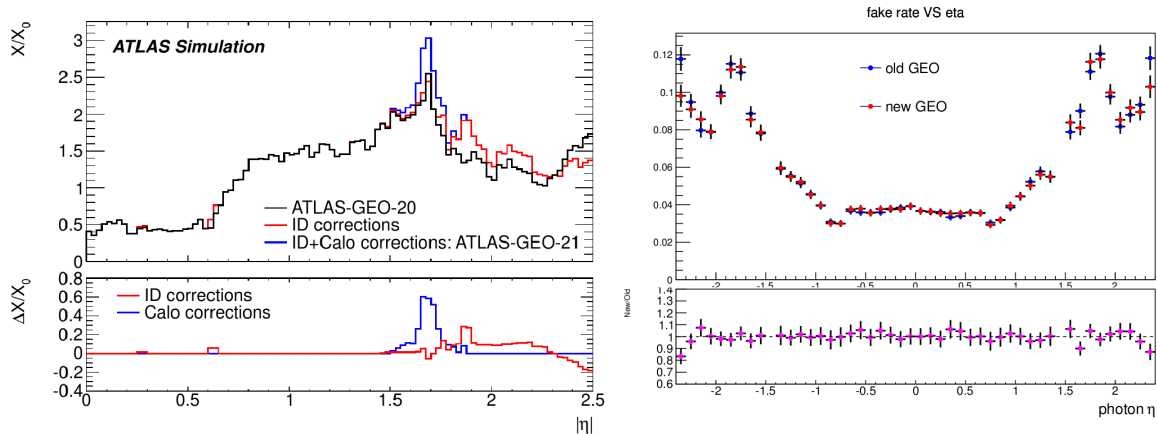 X/X0
ATLAS Simulation
3
2.5
2
1.5
1
0.5
0
ATLAS-GEO-20
ID corrections
ID+Calo corrections: ATLAS-GEO-21
ΔX/X0
0.8
0.6
0.4
0.2
0
-0.2
-0.4
ID corrections
Calo corrections
0 0.5 1 1.5 2 2.5
|η|
fake rate VS eta
0.12
0.1
0.08
0.06
0.04
0.02
0
old GEO
new GEO
-2 -1.5 -1 -0.5 0 0.5 1 1.5 2
New/Old
1.4
1.3
1.2
1.1
1.0
0.9
0.8
0.7
0.6
-2 -1.5 -1 -0.5 0 0.5 1 1.5 2
photon η